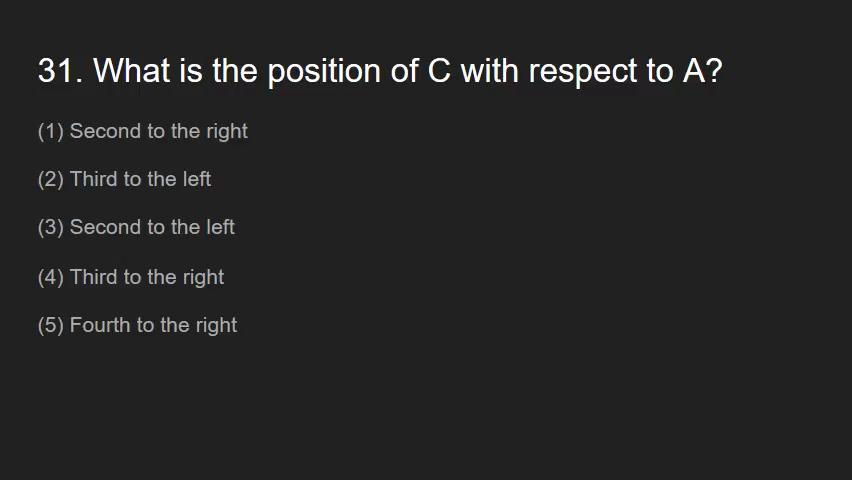 31. What is the position of C with respect to A?
(1) Second to the right
(2) Third to the left
(3) Second to the left
(4) Third to the right
(5) Fourth to the right